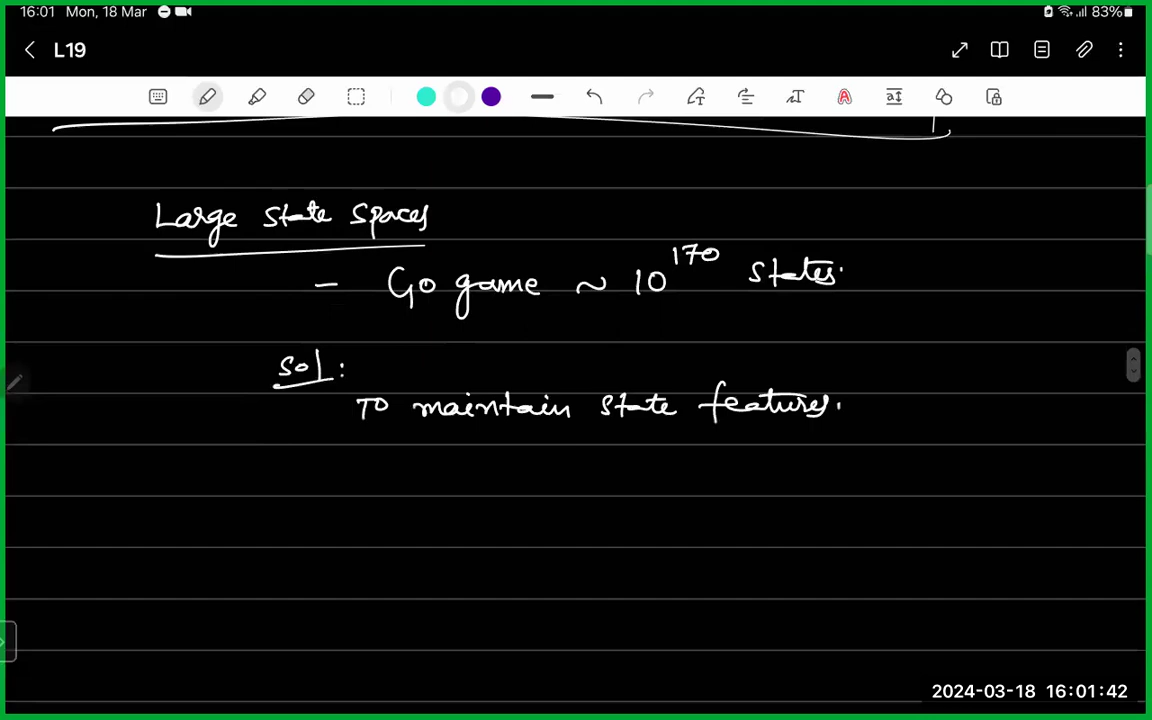 16:01 Mon, 18 Mar
83%
L19
Large state spaces
- Go game ~ 10^170 states.
Sol:
To maintain state features.
2024-03-18 16:01:42